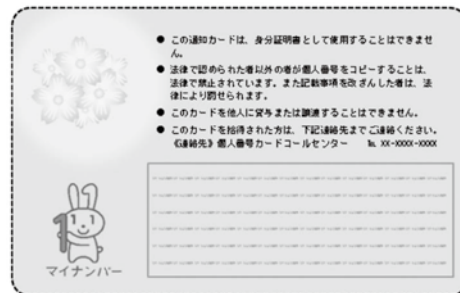 ● この通知カードは、身分証明書として使用することはできませ
ん。
● 法律で認められた者以外の者が個人番号をコピーすることは、
法律で禁止されています。また記載事項を改ざんした者は、法
律により罰せられます。
● このカードを他人に貸与または譲渡することはできません。
● このカードを拾得された方は、下記連絡先までご連絡ください。
《連絡先》個人番号カードコールセンター ℡ XX-XXXX-XXXX
1
マイナンバー